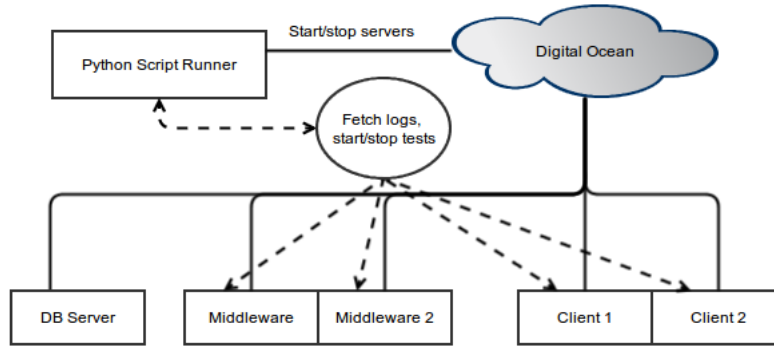 Start/stop servers
Python Script Runner
Digital Ocean
Fetch logs,
start/stop tests
DB Server
Middleware
Middleware 2
Client 1
Client 2